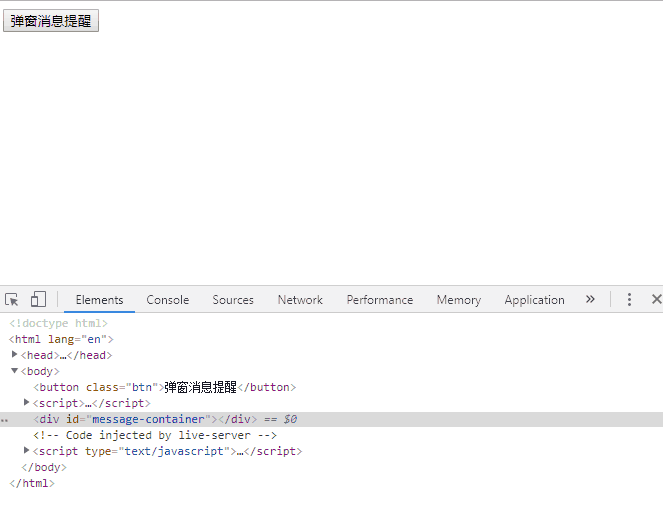 弹窗消息提醒
Elements Console Sources Network Performance Memory Application »
<!doctype html>
<html lang="en">
<head>…</head>
<body>
<button class="btn">弹窗消息提醒</button>
<script>…</script>
<div id="message-container"></div> == $0
<!-- Code injected by live-server -->
<script type="text/javascript">…</script>
</body>
</html>